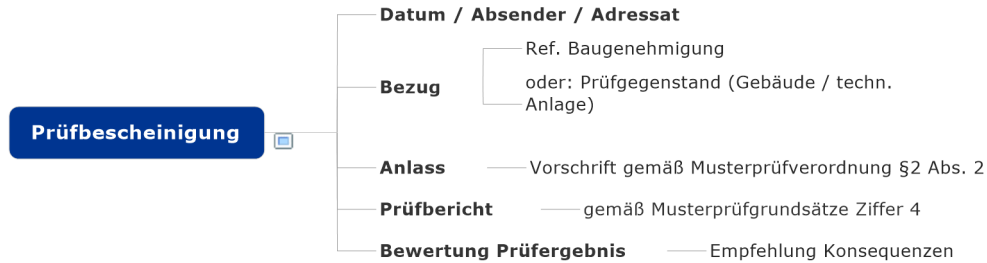 Prüfbescheinigung
Datum / Absender / Adressat
Bezug
Ref. Baugenehmigung
oder: Prüfgegenstand (Gebäude / techn.
Anlage)
Anlass
Vorschrift gemäß Musterprüfverordnung §2 Abs. 2
Prüfbericht
gemäß Musterprüfgrundsätze Ziffer 4
Bewertung Prüfergebnis
Empfehlung Konsequenzen